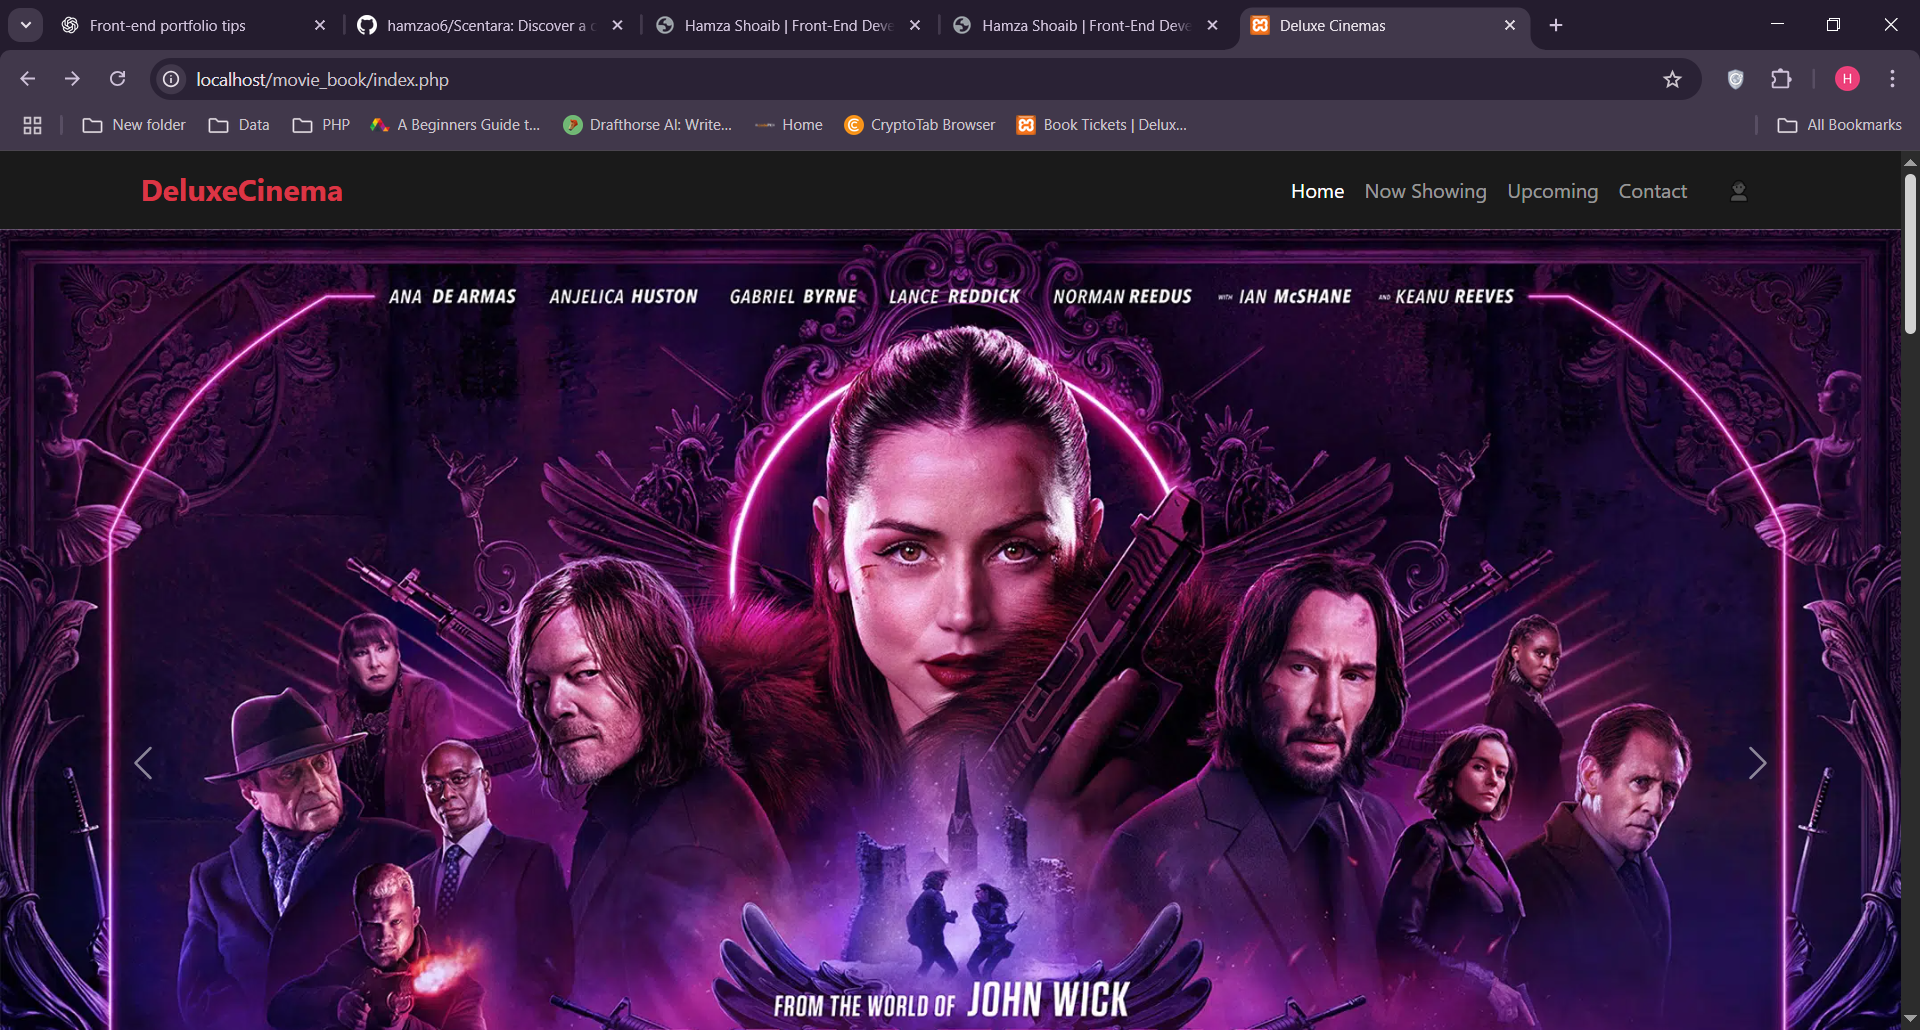 Front-end portfolio tips
hamzao6/Scentara: Discover a c
Hamza Shoaib | Front-End Deve
Hamza Shoaib | Front-End Deve
Deluxe Cinemas
localhost/movie_book/index.php
H
New folder
Data
PHP
A Beginners Guide t...
Drafthorse AI: Write...
Home
CryptoTab Browser
Book Tickets | Delux...
All Bookmarks
DeluxeCinema
Home
Now Showing
Upcoming
Contact
ANA DE ARMAS ANJELICA HUSTON GABRIEL BYRNE LANCE REDDICK NORMAN REEDUS WITH IAN McSHANE AND KEANU REEVES
FROM THE WORLD OF JOHN WICK